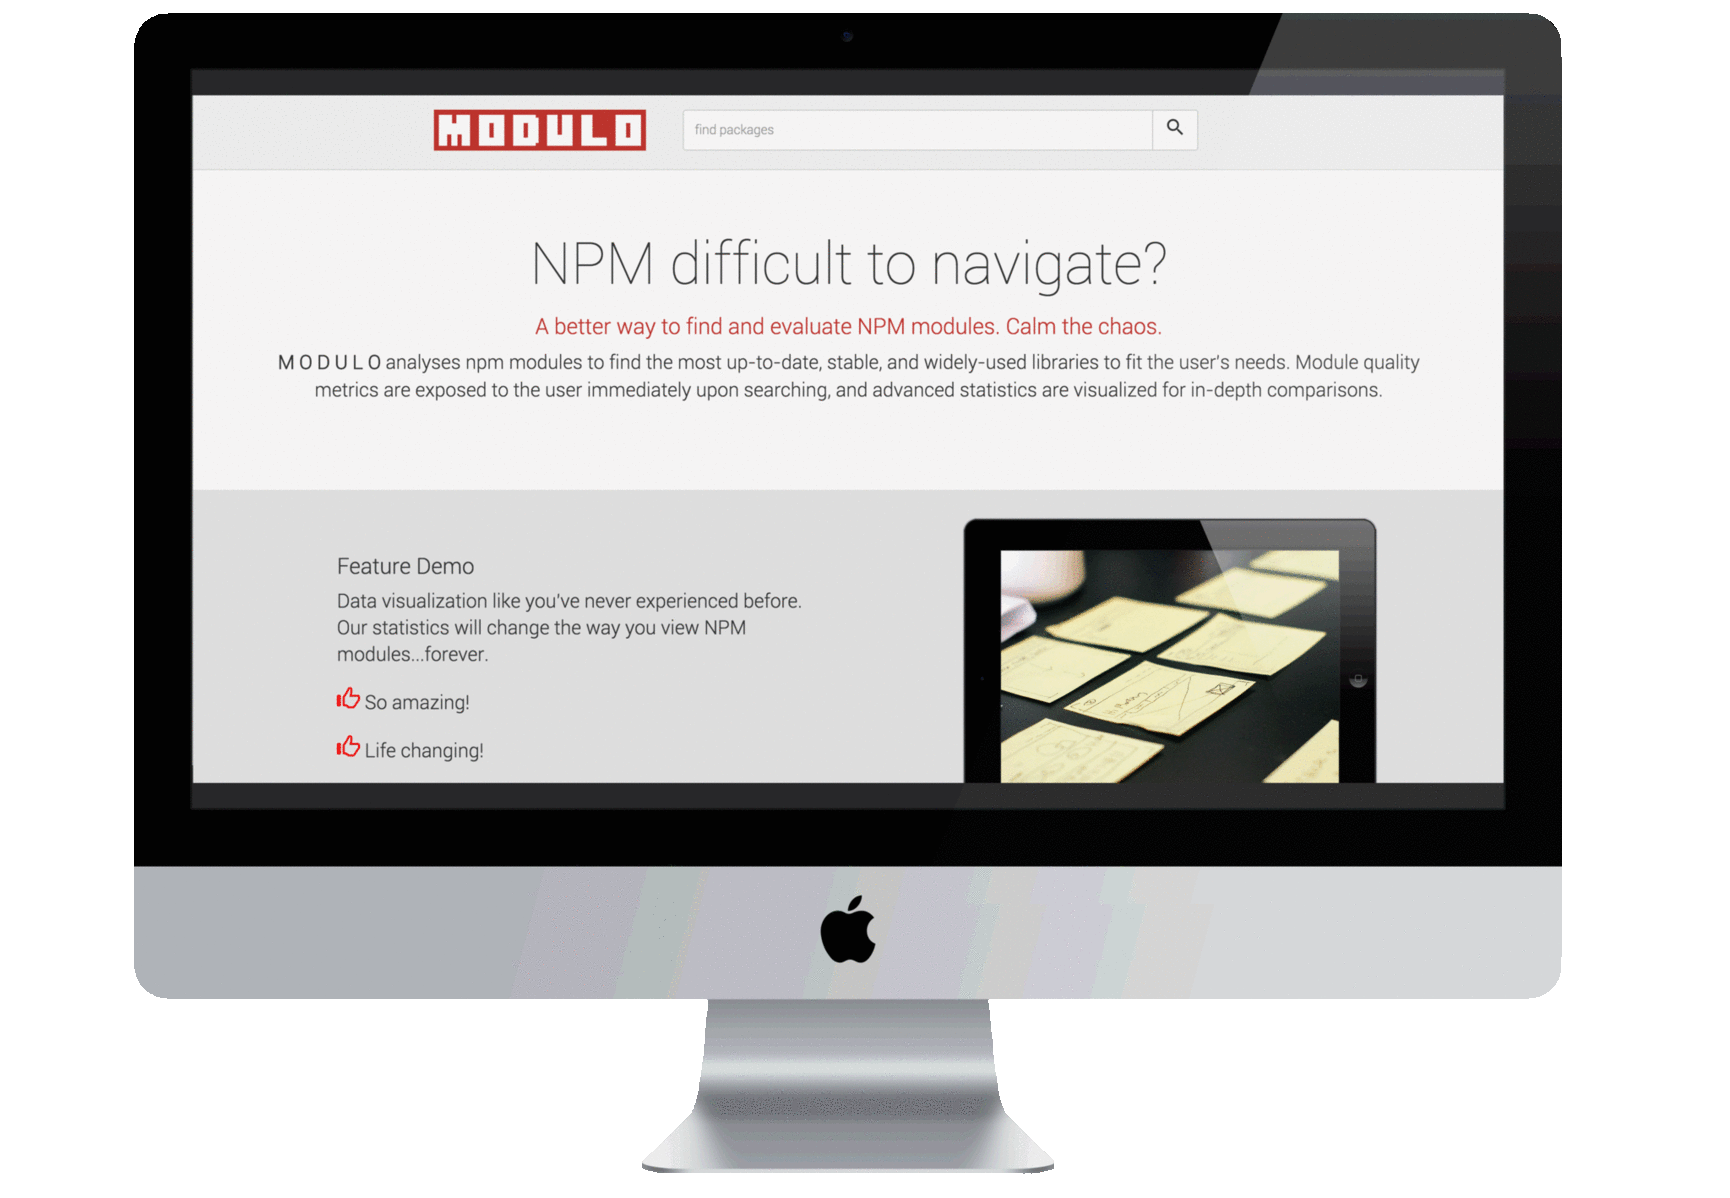 MODULO
find packages
NPM difficult to navigate?
A better way to find and evaluate NPM modules. Calm the chaos.
MODULO analyses npm modules to find the most up-to-date, stable, and widely-used libraries to fit the user's needs. Module quality
metrics are exposed to the user immediately upon searching, and advanced statistics are visualized for in-depth comparisons.
Feature Demo
Data visualization like you've never experienced before.
Our statistics will change the way you view NPM
modules...forever.
So amazing!
Life changing!